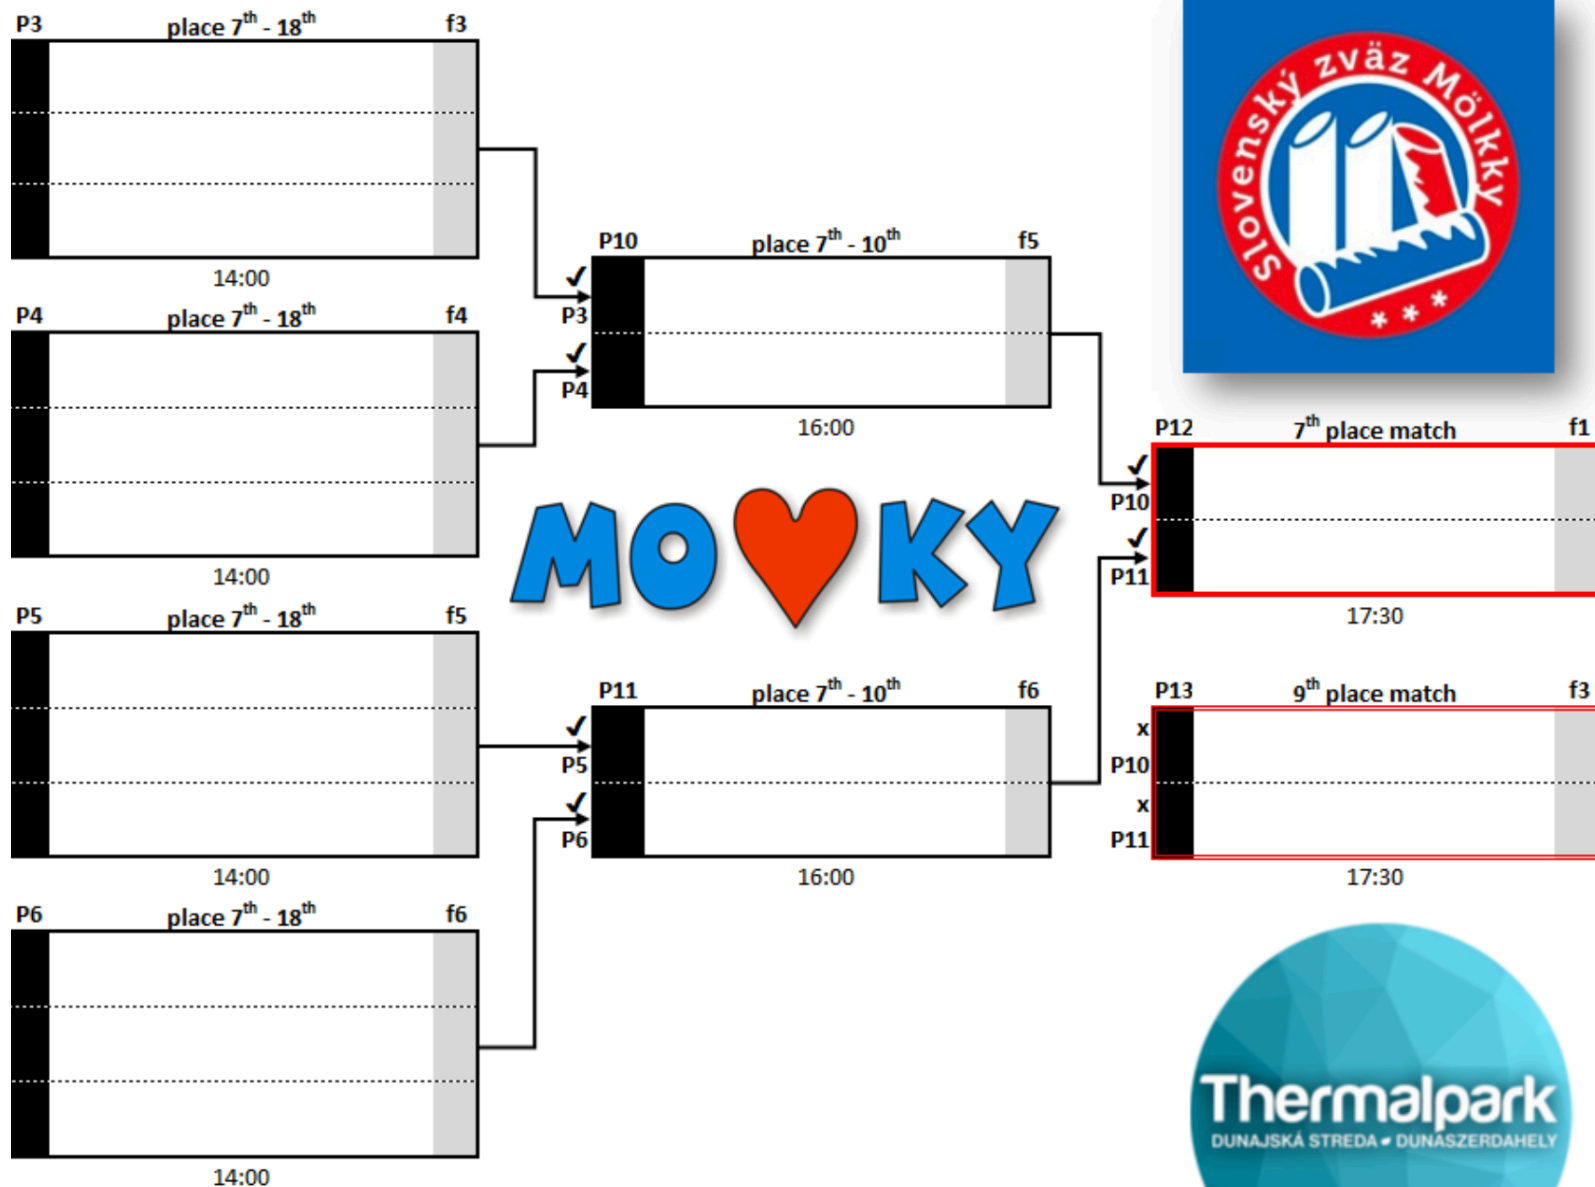 P3 place 7th - 18th f3
14:00
P4 place 7th - 18th f4
14:00
P5 place 7th - 18th f5
14:00
P6 place 7th - 18th f6
14:00
P10 place 7th - 10th f5
✓
P3
✓
P4
16:00
MO♥KY
P11 place 7th - 10th f6
✓
P5
✓
P6
16:00
Slovenský zväz Mölkky
* * *
P12 7th place match f1
✓
P10
✓
P11
17:30
P13 9th place match f3
x
P10
x
P11
17:30
Thermalpark
DUNAJSKÁ STREDA DUNASZERDAHELY